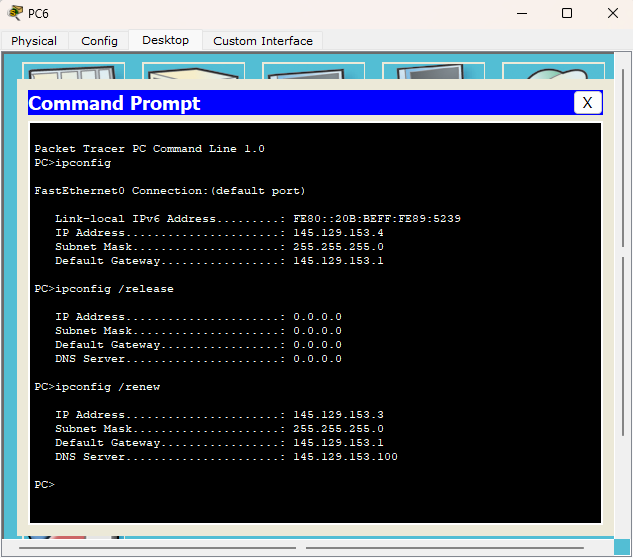 PC6
Physical Config Desktop Custom Interface
Command Prompt
X
Packet Tracer PC Command Line 1.0
PC>ipconfig
FastEthernet0 Connection:(default port)
Link-local IPv6 Address.........: FE80::20B:BEFF:FE89:5239
IP Address......................: 145.129.153.4
Subnet Mask.....................: 255.255.255.0
Default Gateway.................: 145.129.153.1
PC>ipconfig /release
IP Address......................: 0.0.0.0
Subnet Mask.....................: 0.0.0.0
Default Gateway.................: 0.0.0.0
DNS Server......................: 0.0.0.0
PC>ipconfig /renew
IP Address......................: 145.129.153.3
Subnet Mask.....................: 255.255.255.0
Default Gateway.................: 145.129.153.1
DNS Server......................: 145.129.153.100
PC>